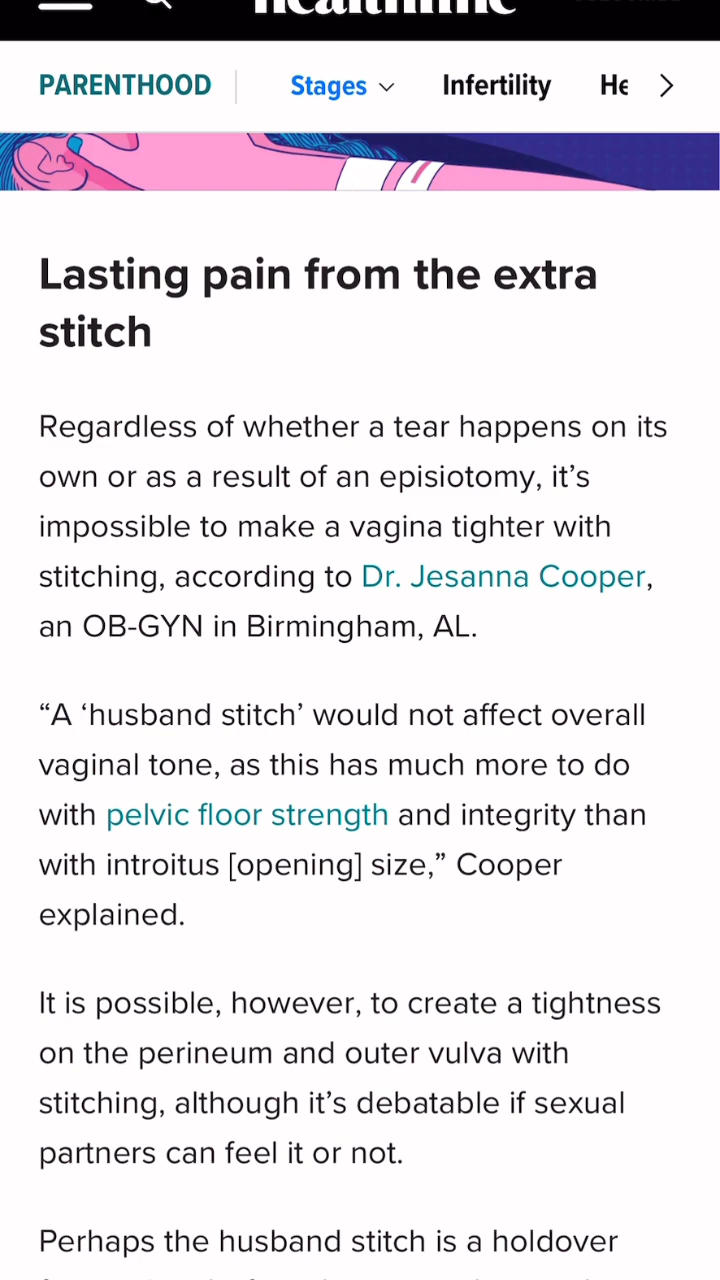 PARENTHOOD
Stages
Infertility
He
Lasting pain from the extra
stitch
Regardless of whether a tear happens on its
own or as a result of an episiotomy, it’s
impossible to make a vagina tighter with
stitching, according to Dr. Jesanna Cooper,
an OB-GYN in Birmingham, AL.
“A ‘husband stitch’ would not affect overall
vaginal tone, as this has much more to do
with pelvic floor strength and integrity than
with introitus [opening] size,” Cooper
explained.
It is possible, however, to create a tightness
on the perineum and outer vulva with
stitching, although it’s debatable if sexual
partners can feel it or not.
Perhaps the husband stitch is a holdover